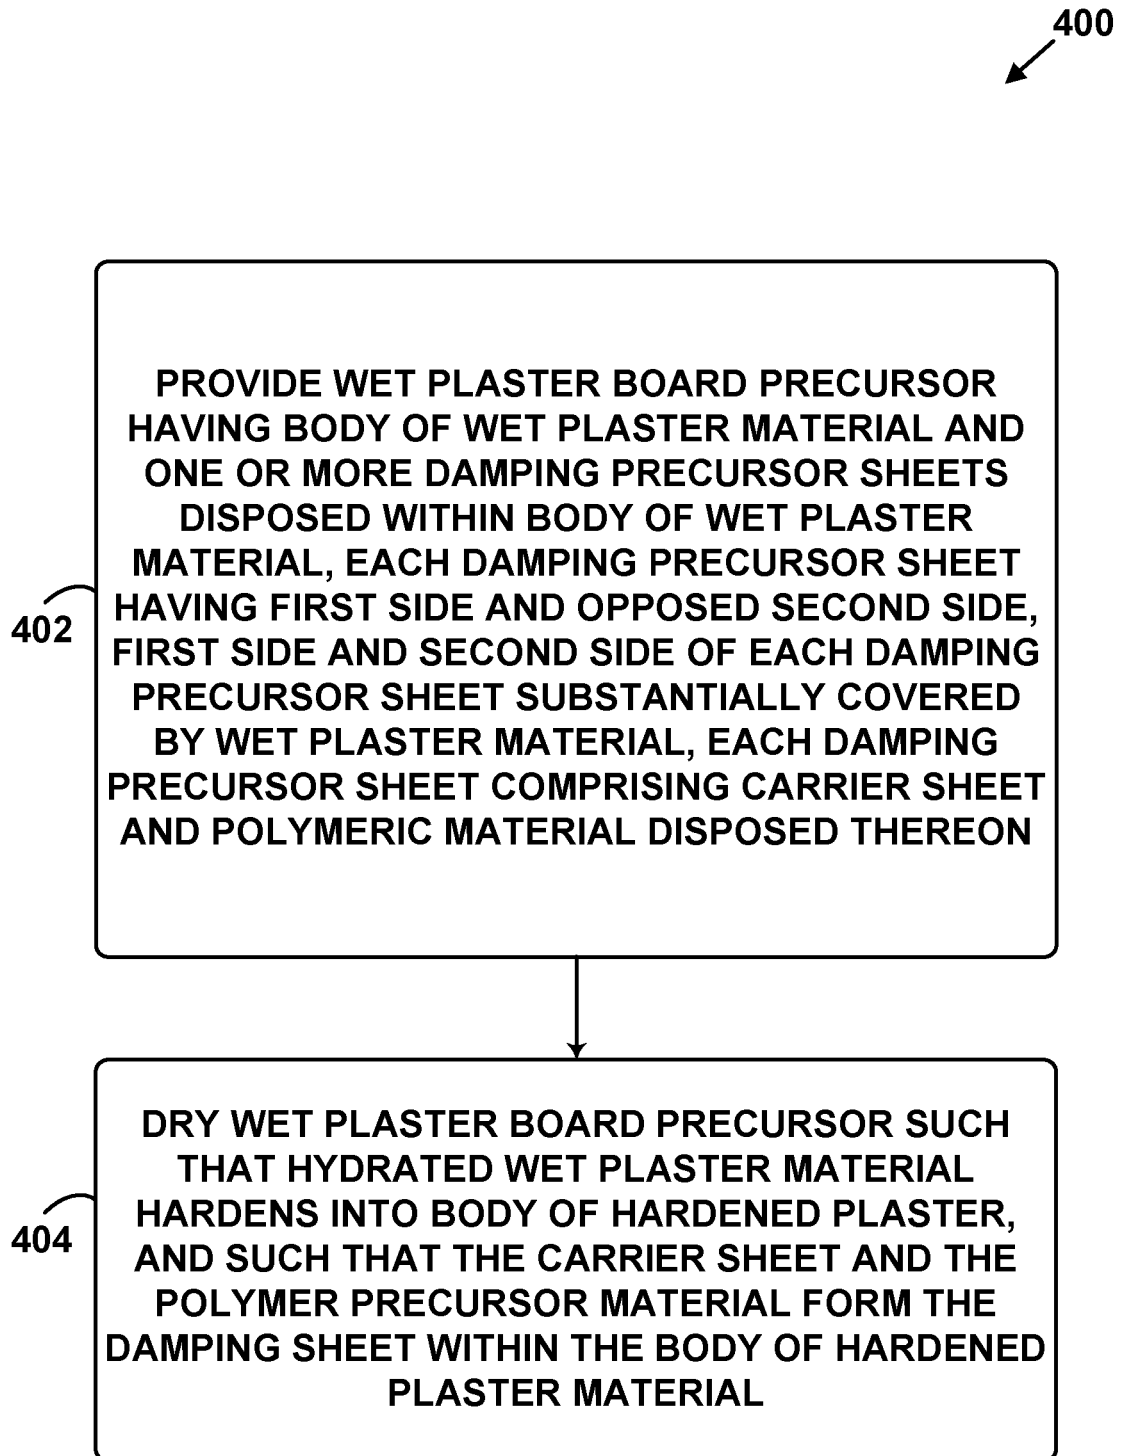 400
PROVIDE WET PLASTER BOARD PRECURSOR
HAVING BODY OF WET PLASTER MATERIAL AND
ONE OR MORE DAMPING PRECURSOR SHEETS
DISPOSED WITHIN BODY OF WET PLASTER
MATERIAL, EACH DAMPING PRECURSOR SHEET
HAVING FIRST SIDE AND OPPOSED SECOND SIDE,
FIRST SIDE AND SECOND SIDE OF EACH DAMPING
PRECURSOR SHEET SUBSTANTIALLY COVERED
BY WET PLASTER MATERIAL, EACH DAMPING
PRECURSOR SHEET COMPRISING CARRIER SHEET
AND POLYMERIC MATERIAL DISPOSED THEREON
402
DRY WET PLASTER BOARD PRECURSOR SUCH
THAT HYDRATED WET PLASTER MATERIAL
HARDENS INTO BODY OF HARDENED PLASTER,
AND SUCH THAT THE CARRIER SHEET AND THE
POLYMER PRECURSOR MATERIAL FORM THE
DAMPING SHEET WITHIN THE BODY OF HARDENED
PLASTER MATERIAL
404